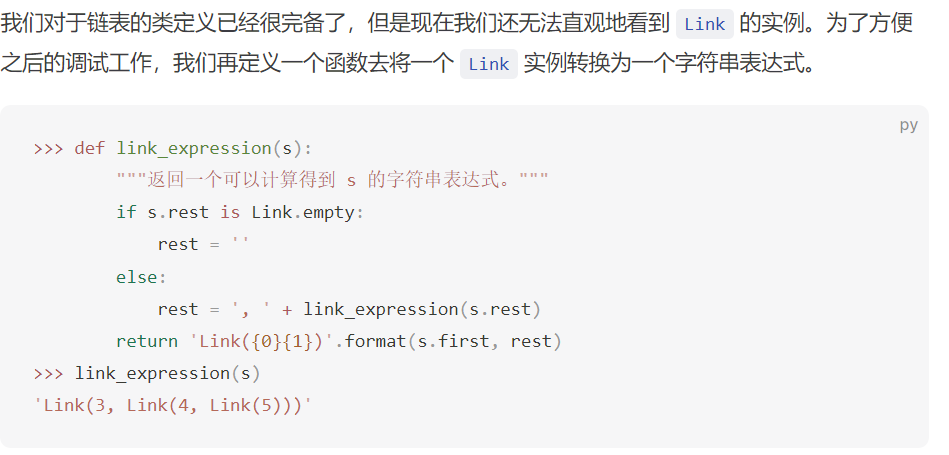 我们对于链表的类定义已经很完备了，但是现在我们还无法直观地看到 Link 的实例。为了方便
之后的调试工作，我们再定义一个函数去将一个 Link 实例转换为一个字符串表达式。
py
>>> def link_expression(s):
        """返回一个可以计算得到 s 的字符串表达式。"""
        if s.rest is Link.empty:
            rest = ''
        else:
            rest = ', ' + link_expression(s.rest)
        return 'Link({0}{1})'.format(s.first, rest)
>>> link_expression(s)
'Link(3, Link(4, Link(5)))'